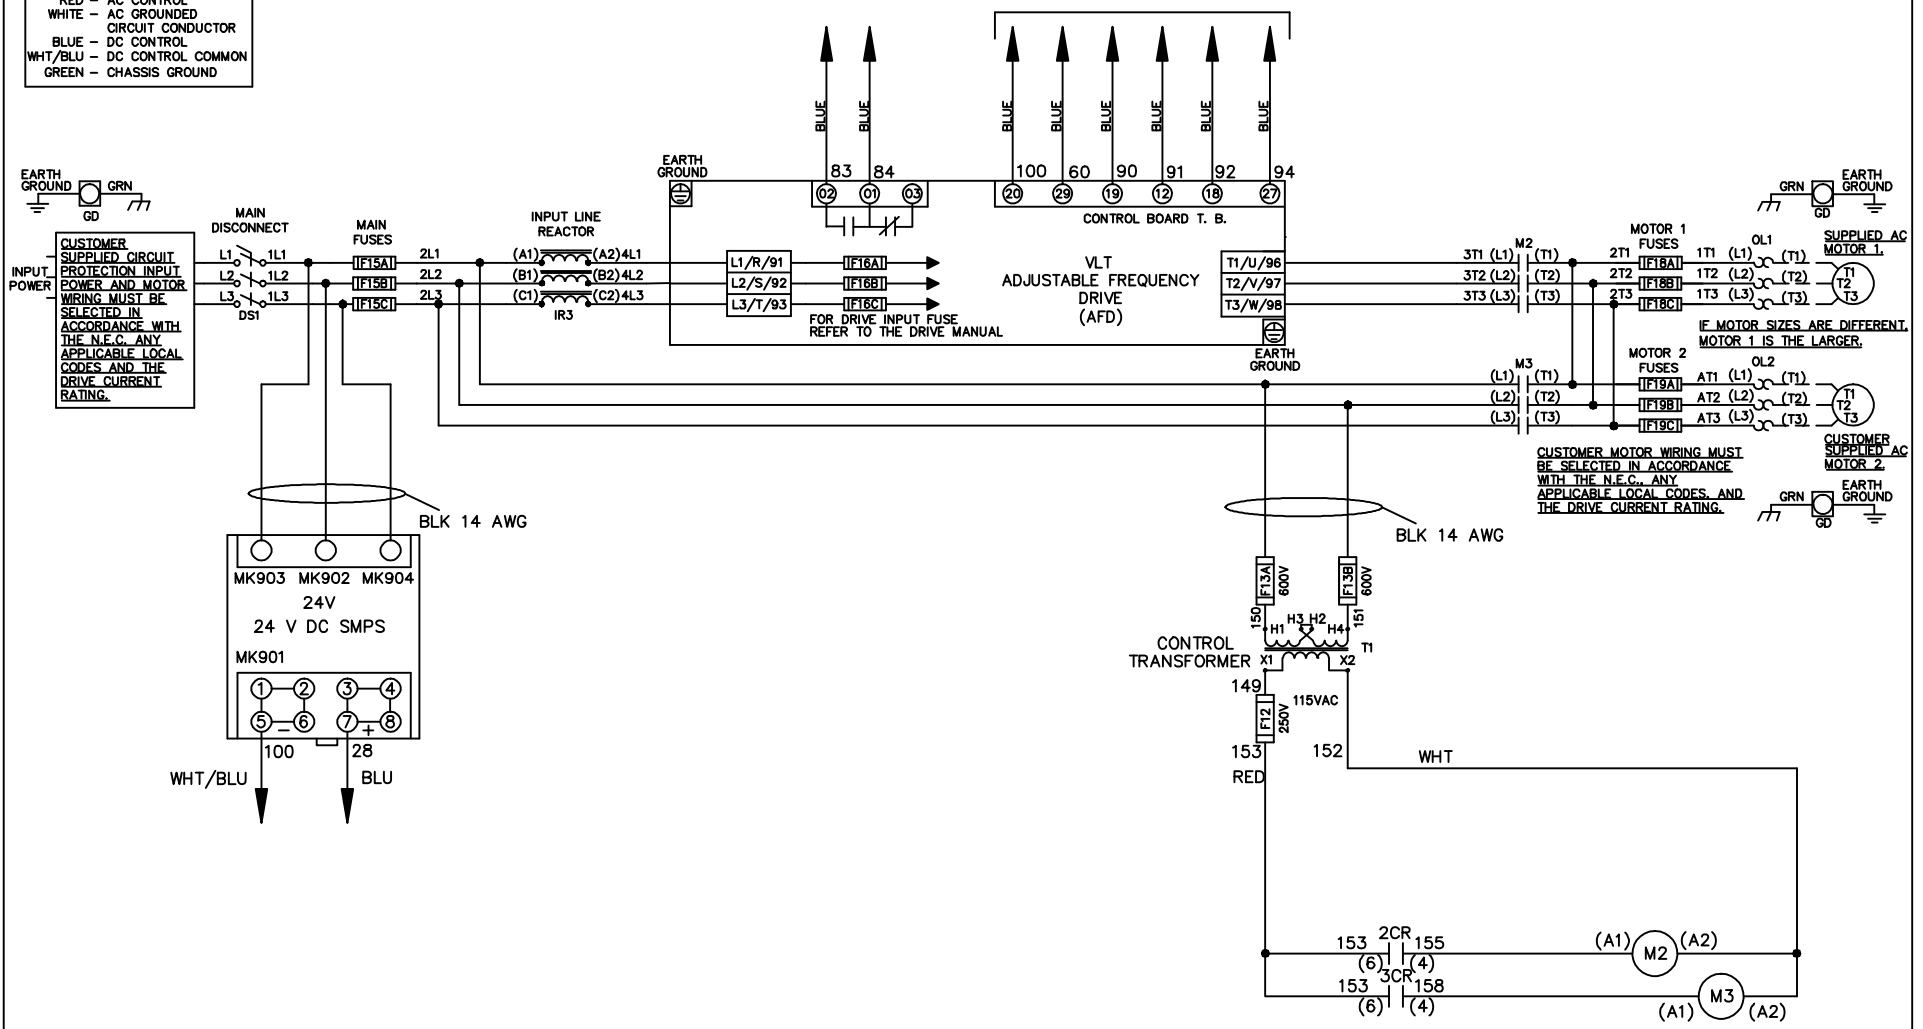 RED – AC CONTROL
WHITE – AC GROUNDED
CIRCUIT CONDUCTOR
BLUE – DC CONTROL
WHT/BLU – DC CONTROL COMMON
GREEN – CHASSIS GROUND
BLUE
BLUE
BLUE
BLUE
BLUE
BLUE
BLUE
BLUE
EARTH
GROUND
83
84
100
60
90
91
92
94
02
01
03
20
29
19
12
18
27
CONTROL BOARD T. B.
EARTH
GROUND
GRN
GD
MAIN
DISCONNECT
MAIN
FUSES
INPUT LINE
REACTOR
INPUT
POWER
CUSTOMER
SUPPLIED CIRCUIT
PROTECTION INPUT
POWER AND MOTOR
WIRING MUST BE
SELECTED IN
ACCORDANCE WITH
THE N.E.C. ANY
APPLICABLE LOCAL
CODES AND THE
DRIVE CURRENT
RATING.
L1 1L1 F15A 2L1 (A1) (A2) 4L1 L1/R/91 F16A
L2 1L2 F15B 2L2 (B1) (B2) 4L2 L2/S/92 F16B
L3 1L3 F15C 2L3 (C1) (C2) 4L3 L3/T/93 F16C
DS1
IR3
FOR DRIVE INPUT FUSE
REFER TO THE DRIVE MANUAL
VLT
ADJUSTABLE FREQUENCY
DRIVE
(AFD)
T1/U/96
T2/V/97
T3/W/98
EARTH
GROUND
GRN
EARTH
GROUND
GD
MOTOR 1
FUSES
M2
OL1
SUPPLIED AC
MOTOR 1.
3T1 (L1) (T1) 2T1 F18A 1T1 (L1) (T1) T1
3T2 (L2) (T2) 2T2 F18B 1T2 (L2) (T2) T2
3T3 (L3) (T3) 2T3 F18C 1T3 (L3) (T3) T3
IF MOTOR SIZES ARE DIFFERENT,
MOTOR 1 IS THE LARGER.
MOTOR 2
FUSES
M3
OL2
(L1) (T1) F19A AT1 (L1) (T1) T1
(L2) (T2) F19B AT2 (L2) (T2) T2
(L3) (T3) F19C AT3 (L3) (T3) T3
CUSTOMER
SUPPLIED AC
MOTOR 2.
CUSTOMER MOTOR WIRING MUST
BE SELECTED IN ACCORDANCE
WITH THE N.E.C., ANY
APPLICABLE LOCAL CODES, AND
THE DRIVE CURRENT RATING.
GRN
EARTH
GROUND
GD
BLK 14 AWG
BLK 14 AWG
MK903 MK902 MK904
24V
24 V DC SMPS
MK901
1 2 3 4
5 6 7 8
– +
100
28
WHT/BLU
BLU
F13A
600V
F13B
600V
150
151
H1 H3 H2 H4
T1
CONTROL
TRANSFORMER
X1 X2
149
115VAC
F12
250V
153
RED
152
WHT
2CR
153 155
(6) (4)
(A1) M2 (A2)
3CR
153 158
(6) (4)
(A1) M3 (A2)